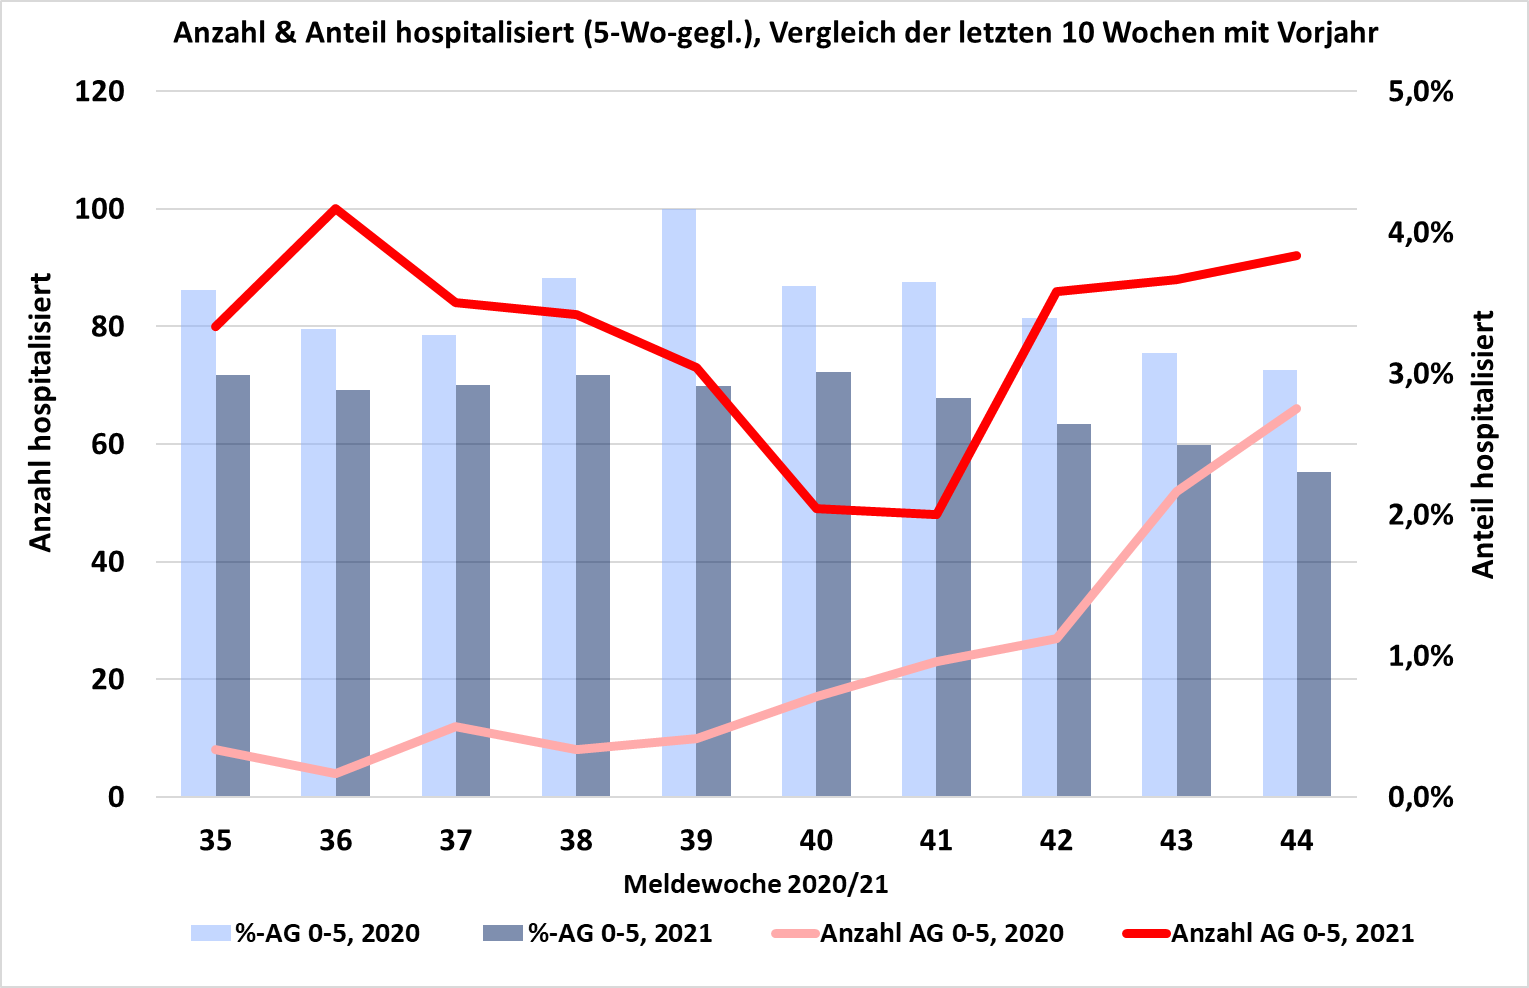 Anzahl & Anteil hospitalisiert (5-Wo-gegl.), Vergleich der letzten 10 Wochen mit Vorjahr
120
100
80
60
40
20
0
Anzahl hospitalisiert
5,0%
4,0%
3,0%
2,0%
1,0%
0,0%
Anteil hospitalisiert
35 36 37 38 39 40 41 42 43 44
Meldewoche 2020/21
%-AG 0-5, 2020 %-AG 0-5, 2021 Anzahl AG 0-5, 2020 Anzahl AG 0-5, 2021